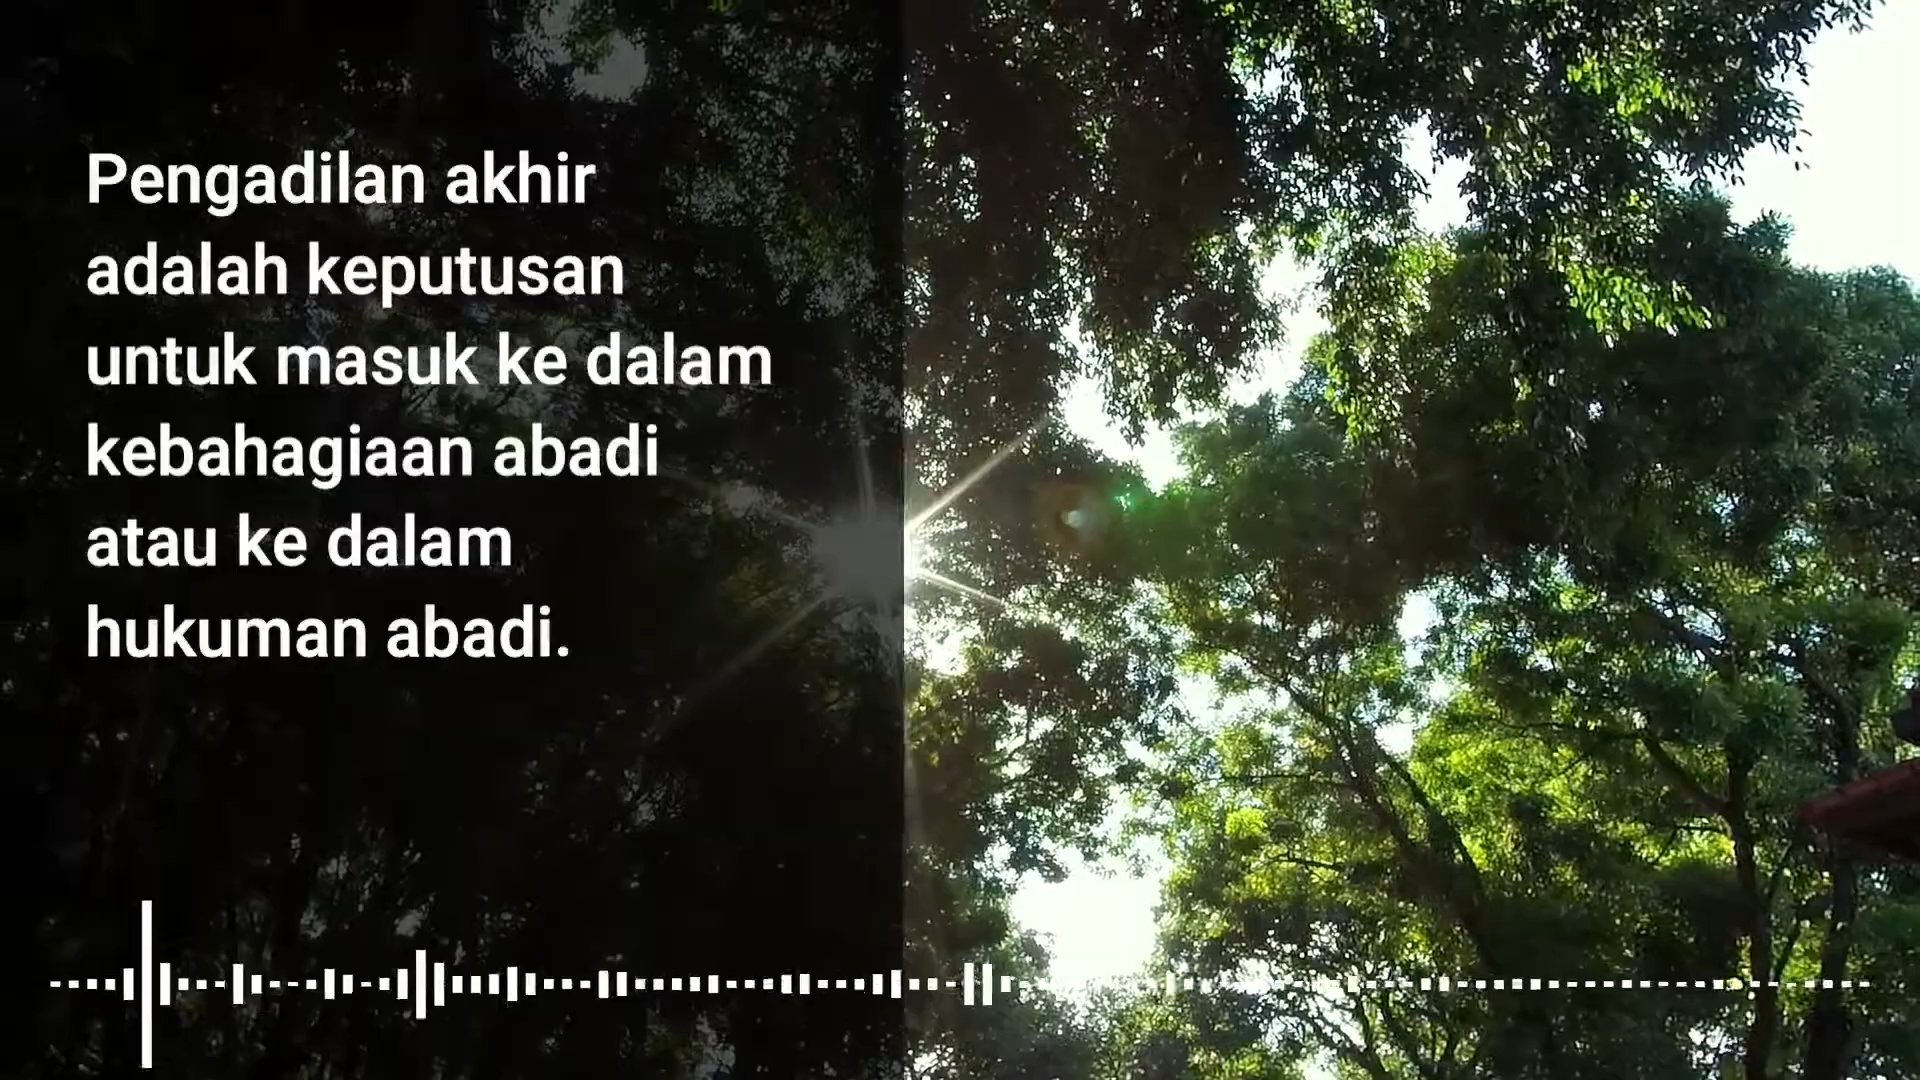 Pengadilan akhir
adalah keputusan
untuk masuk ke dalam
kebahagiaan abadi
atau ke dalam
hukuman abadi.